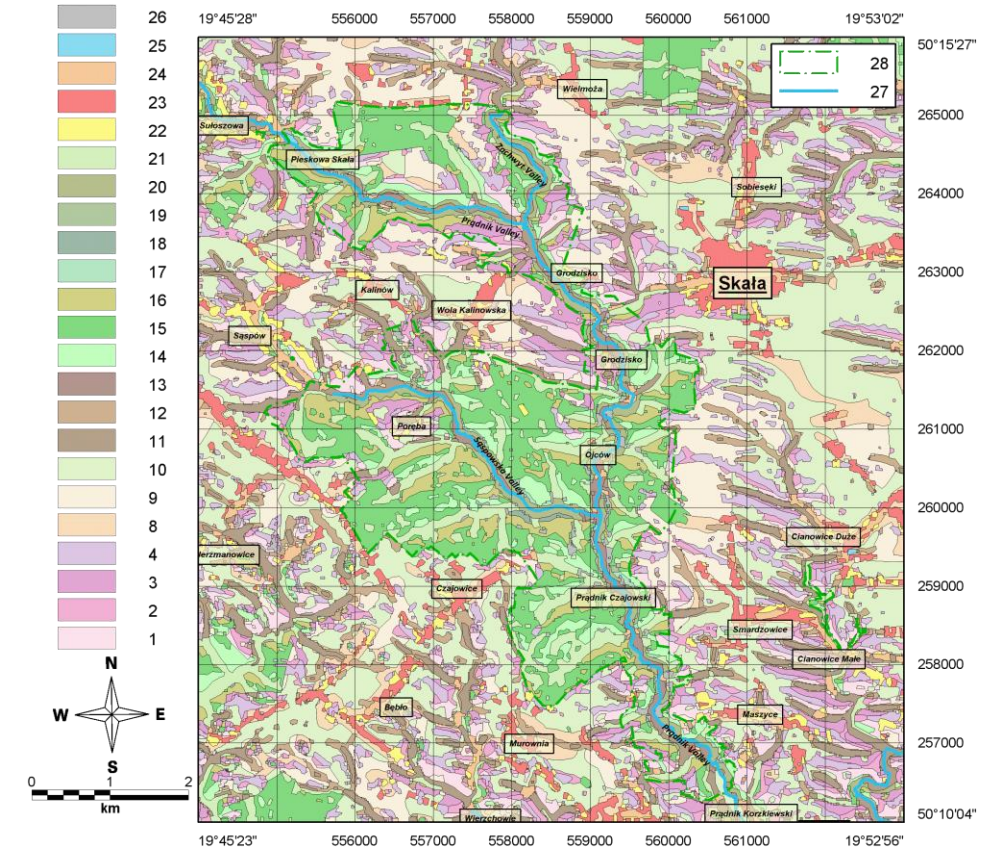 26
25
24
23
22
21
20
19
18
17
16
15
14
13
12
11
10
9
8
4
3
2
1
N
W E
S
0 1 2
km
19°45'28" 556000 557000 558000 559000 560000 561000 19°53'02"
50°15'27"
28
27
Wielmoża
265000
Sułoszowa
Zachwyt Valley
Pieskowa Skała
Sobiesęki
264000
Prądnik Valley
Grodzisko
263000
Skała
Kalinów
Wola Kalinowska
Sąspów
Grodzisko
262000
Poręba
261000
Ojców
Sąspowska Valley
260000
Cianowice Duże
Jerzmanowice
Czajowice
259000
Prądnik Czajowski
Smardzowice
Cianowice Małe
258000
Bębło
Maszyce
Murownia
257000
Prądnik Valley
Wierzchowie
Prądnik Korzkiewski
50°10'04"
19°45'23" 556000 557000 558000 559000 560000 561000 19°52'56"